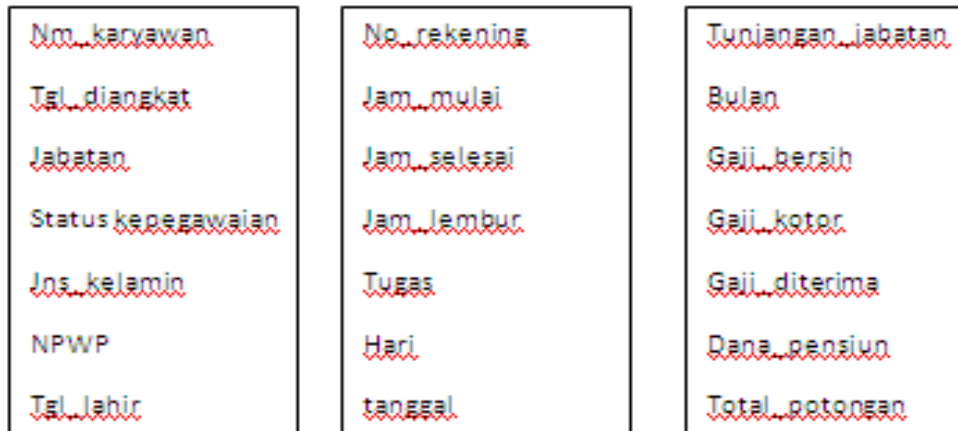 Nm_karyawan
Tgl_diangkat
Jabatan
Status kepegawaian
Jns_kelamin
NPWP
Tgl_lahir
No_rekening
Jam_mulai
Jam_selesai
Jam_lembur
Tugas
Hari
tanggal
Tunjangan_jabatan
Bulan
Gaji_bersih
Gaji_kotor
Gaji_diterima
Dana_pensiun
Total_potongan